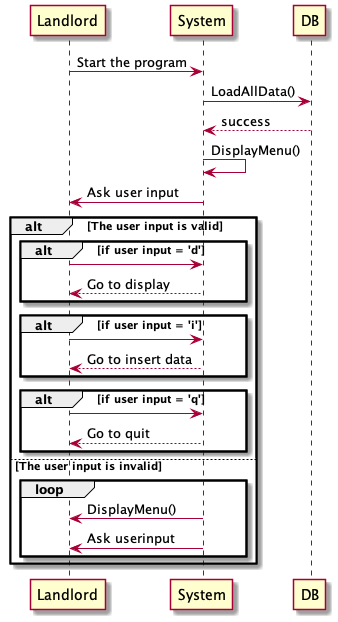 Landlord System DB
Start the program
LoadAllData()
success
DisplayMenu()
Ask user input
alt [The user input is valid]
alt [if user input = 'd']
Go to display
alt [if user input = 'i']
Go to insert data
alt [if user input = 'q']
Go to quit
[The user input is invalid]
loop
DisplayMenu()
Ask userinput
Landlord System DB